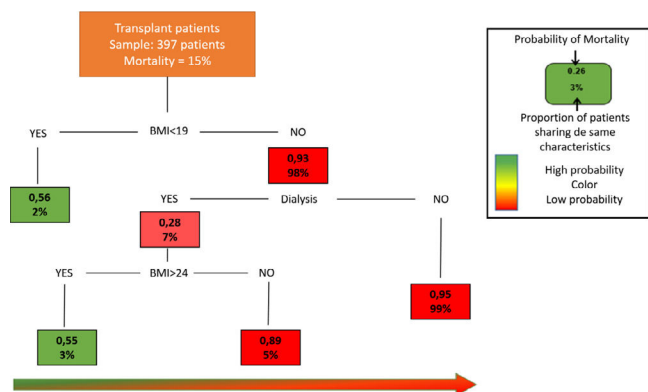 Transplant patients
Sample: 397 patients
Mortality = 15%
YES
BMI<19
NO
0,56
2%
0,93
98%
YES
Dialysis
NO
0,28
7%
0,95
99%
YES
BMI>24
NO
0,55
3%
0,89
5%
Probability of Mortality
0.26
3%
Proportion of patients
sharing de same
characteristics
High probability
Color
Low probability